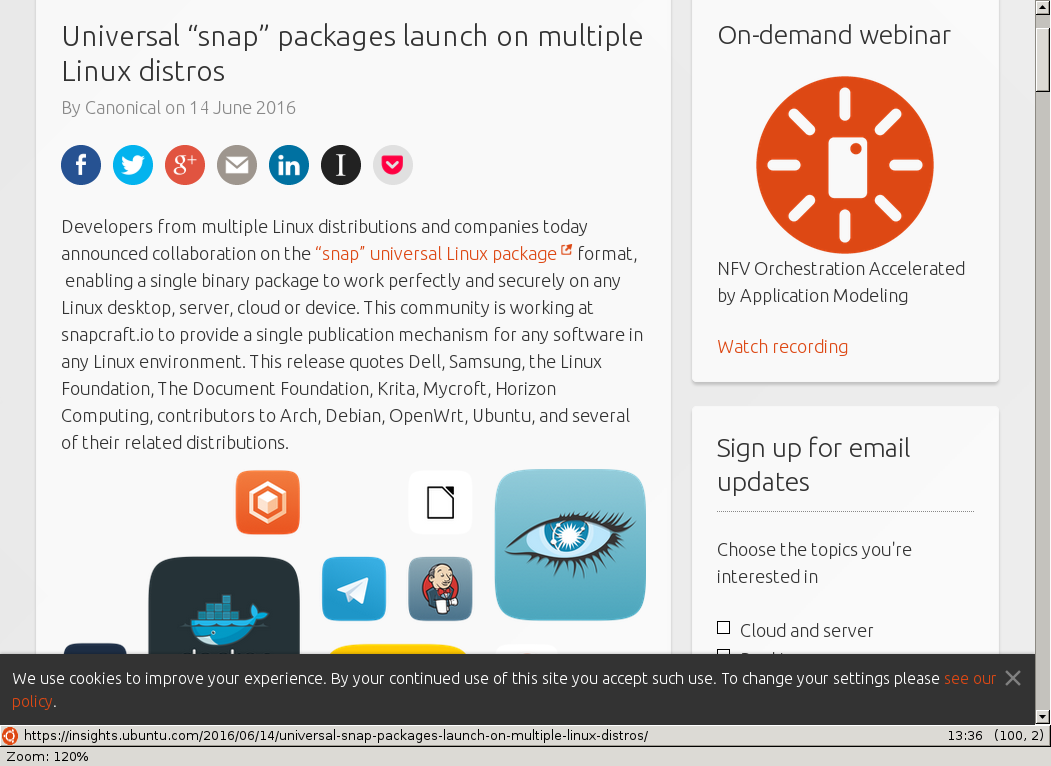 Universal “snap” packages launch on multiple
Linux distros
By Canonical on 14 June 2016
f
g+
in
I
Developers from multiple Linux distributions and companies today
announced collaboration on the “snap” universal Linux package format,
enabling a single binary package to work perfectly and securely on any
Linux desktop, server, cloud or device. This community is working at
snapcraft.io to provide a single publication mechanism for any software in
any Linux environment. This release quotes Dell, Samsung, the Linux
Foundation, The Document Foundation, Krita, Mycroft, Horizon
Computing, contributors to Arch, Debian, OpenWrt, Ubuntu, and several
of their related distributions.
On-demand webinar
NFV Orchestration Accelerated
by Application Modeling
Watch recording
Sign up for email
updates
Choose the topics you're
interested in
Cloud and server
We use cookies to improve your experience. By your continued use of this site you accept such use. To change your settings please see our
policy.
https://insights.ubuntu.com/2016/06/14/universal-snap-packages-launch-on-multiple-linux-distros/ 13:36 (100, 2)
Zoom: 120%